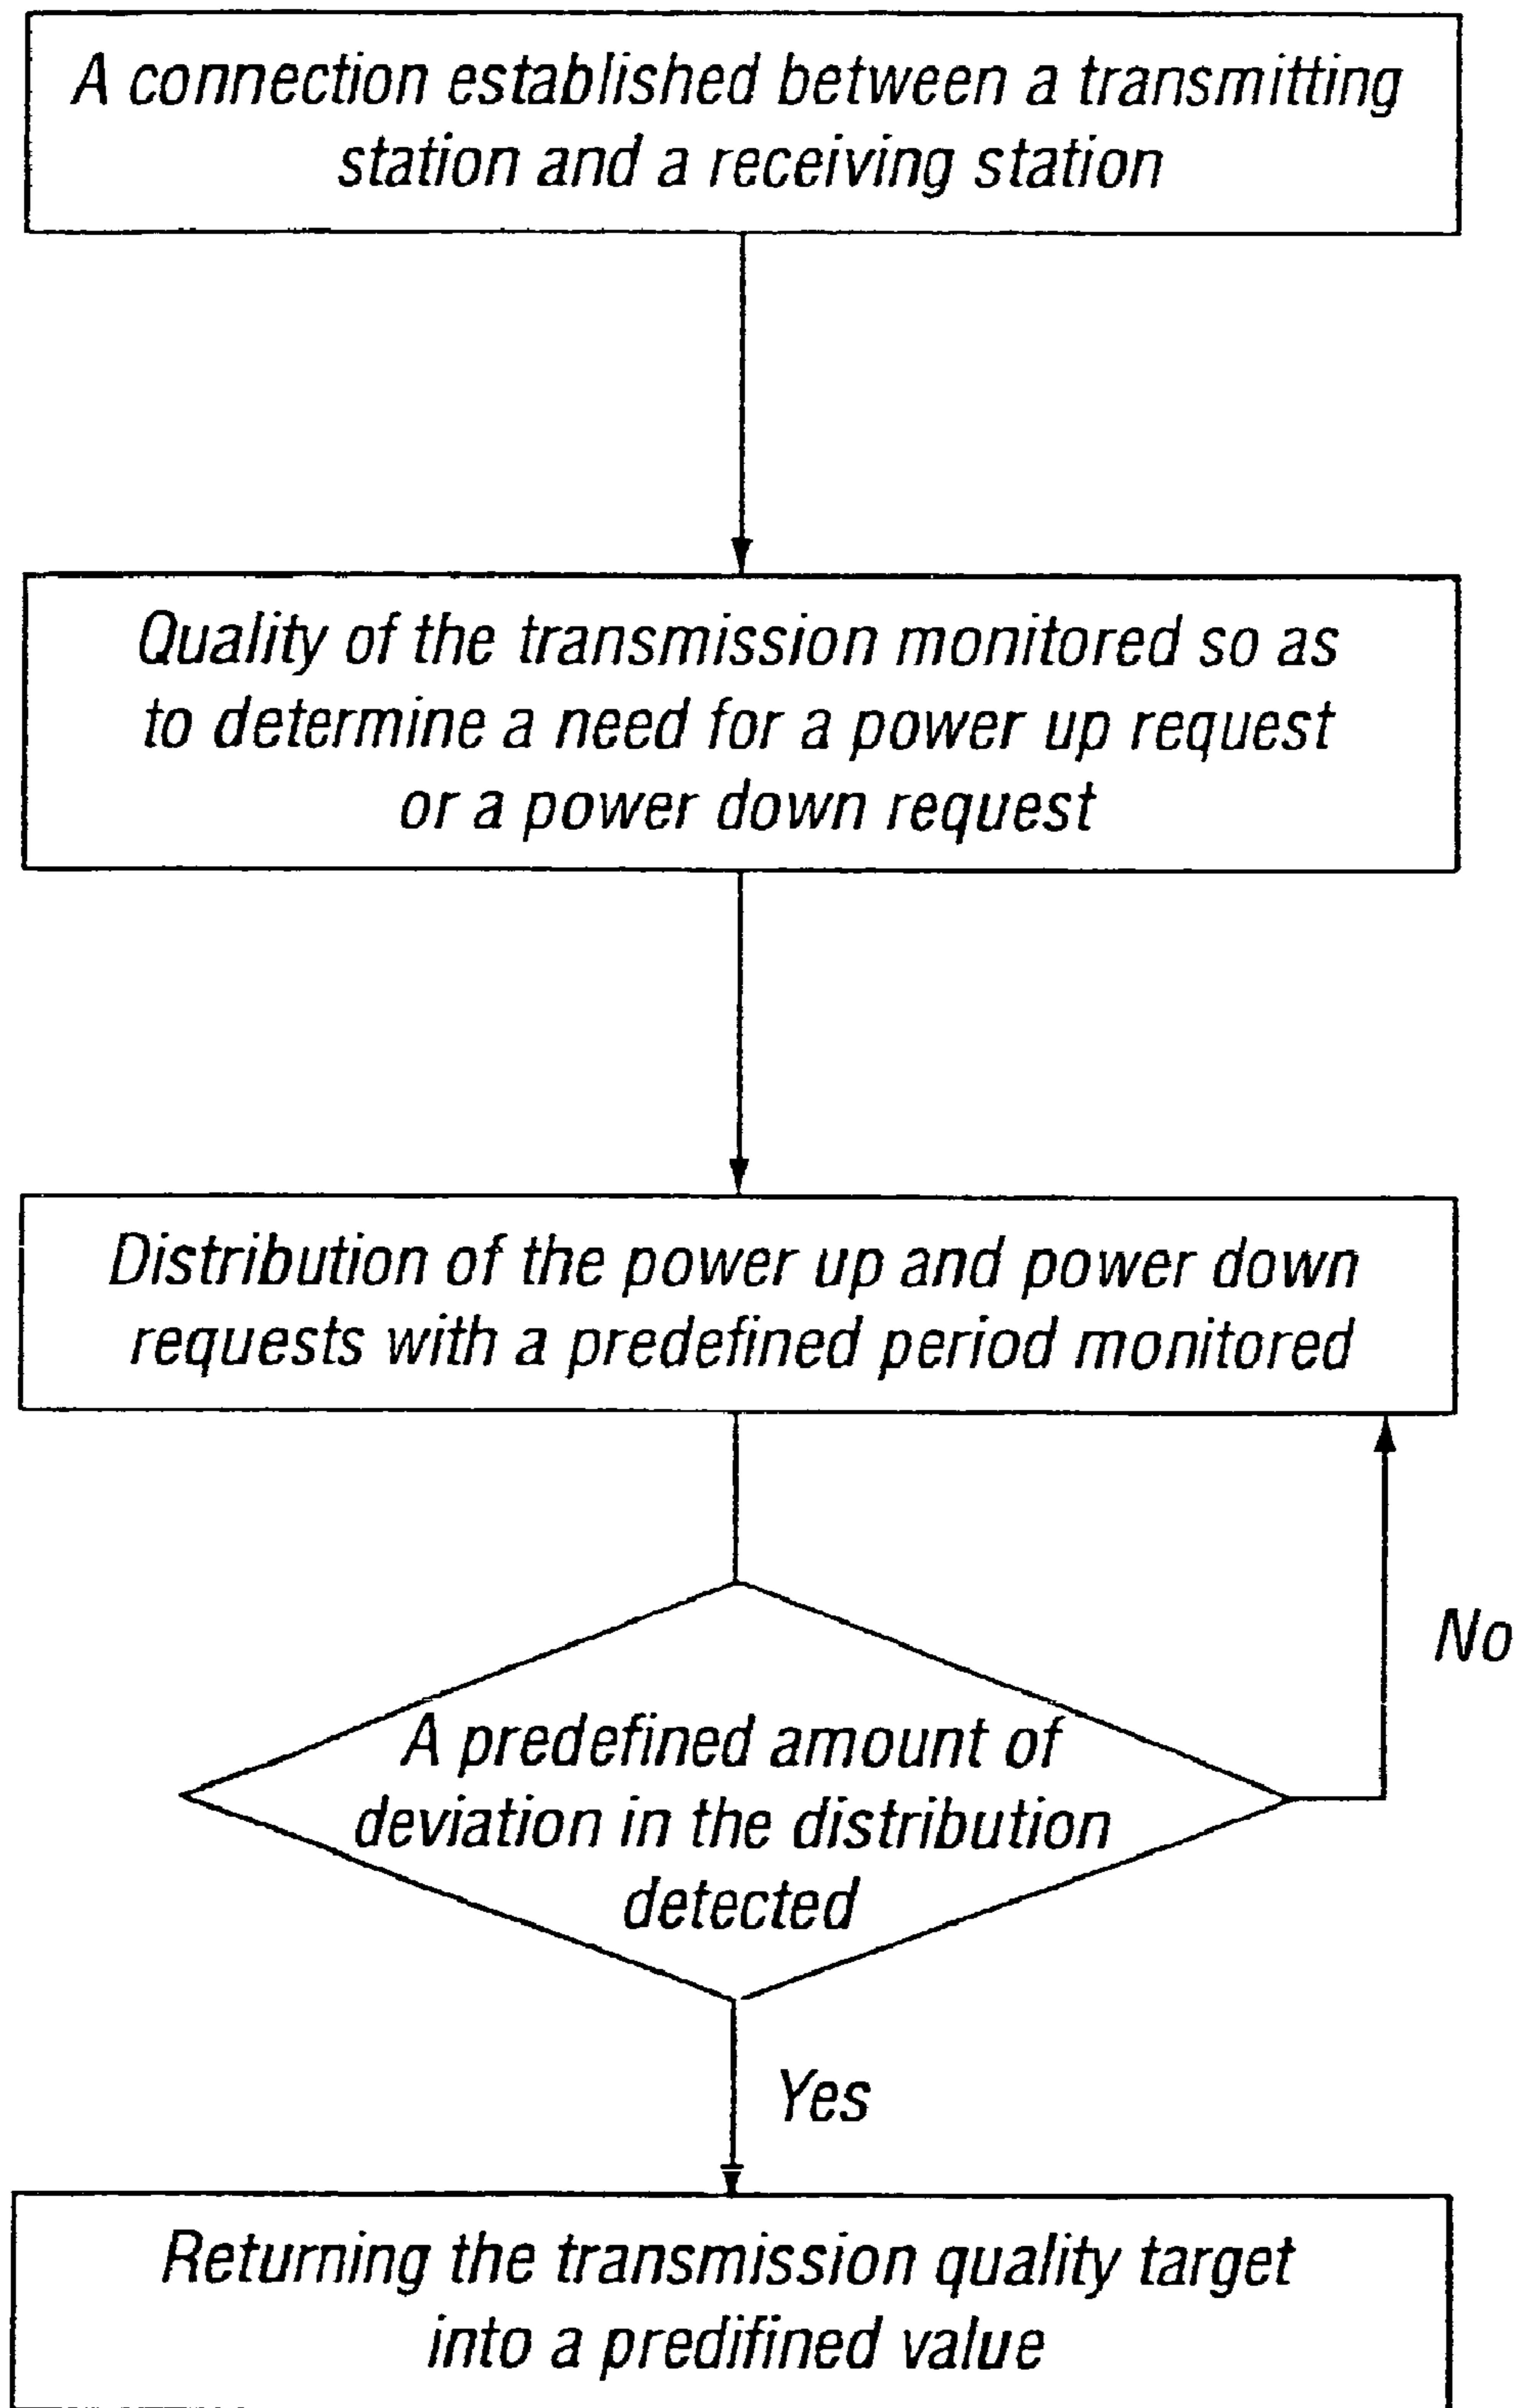 A connection established between a transmitting
station and a receiving station
Quality of the transmission monitored so as
to determine a need for a power up request
or a power down request
Distribution of the power up and power down
requests with a predefined period monitored
No
A predefined amount of
deviation in the distribution
detected
Yes
Returning the transmission quality target
into a predifined value